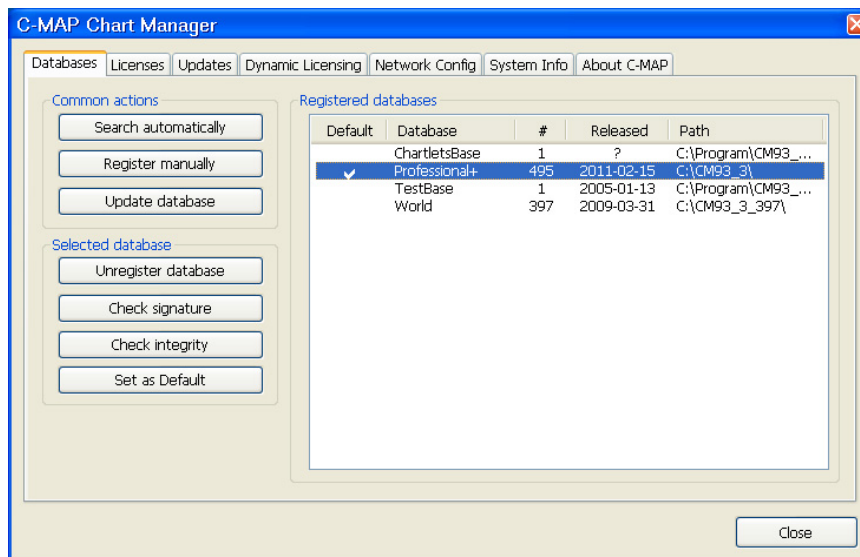 C-MAP Chart Manager
Databases Licenses Updates Dynamic Licensing Network Config System Info About C-MAP
Common actions
Search automatically
Register manually
Update database
Selected database
Unregister database
Check signature
Check integrity
Set as Default
Registered databases
Default Database # Released Path
ChartletsBase 1 ? C:\Program\CM93_...
Professional+ 495 2011-02-15 C:\CM93_3\
TestBase 1 2005-01-13 C:\Program\CM93_...
World 397 2009-03-31 C:\CM93_3_397\
Close